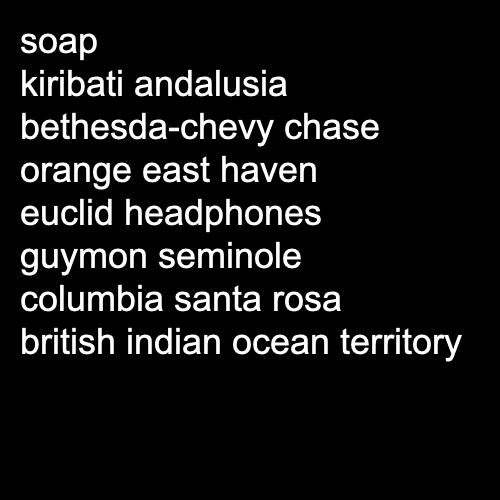 soap
kiribati andalusia
bethesda-chevy chase
orange east haven
euclid headphones
guymon seminole
columbia santa rosa
british indian ocean territory